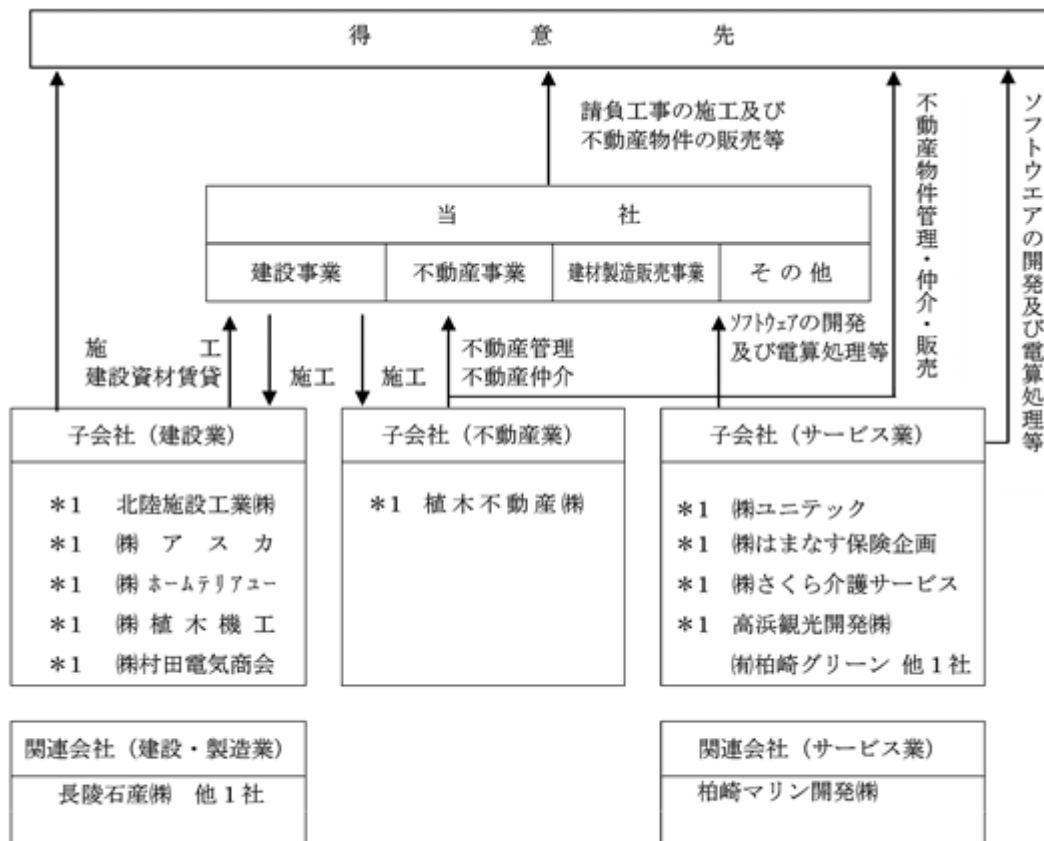 得意先
請負工事の施工及び
不動産物件の販売等
不動産物件管理・仲介・販売
ソフトウエアの開発及び電算処理等
当社
建設事業
不動産事業
建材製造販売事業
その他
施工
建設資材賃貸
施工
施工
不動産管理
不動産仲介
ソフトウェアの開発
及び電算処理等
子会社（建設業）
＊1 北陸施設工業㈱
＊1 ㈱アスカ
＊1 ㈱ホームテリアユー
＊1 ㈱植木機工
＊1 ㈱村田電気商会
子会社（不動産業）
＊1 植木不動産㈱
子会社（サービス業）
＊1 ㈱ユニテック
＊1 ㈱はまなす保険企画
＊1 ㈱さくら介護サービス
＊1 高浜観光開発㈱
㈲柏崎グリーン 他1社
関連会社（建設・製造業）
長陵石産㈱ 他1社
関連会社（サービス業）
柏崎マリン開発㈱